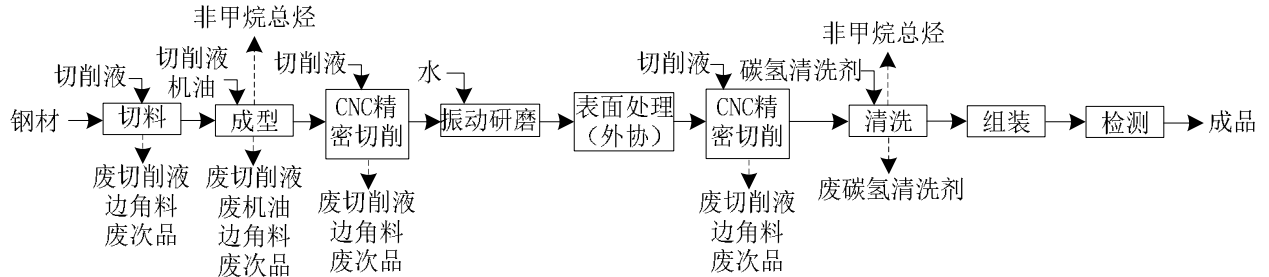 非甲烷总烃
切削液
机油
切削液
切削液
水
切削液
碳氢清洗剂
非甲烷总烃
钢材
切料
成型
CNC精
密切削
振动研磨
表面处理
（外协）
CNC精
密切削
清洗
组装
检测
成品
废切削液
边角料
废次品
废切削液
废机油
边角料
废次品
废切削液
边角料
废次品
废切削液
边角料
废次品
废碳氢清洗剂